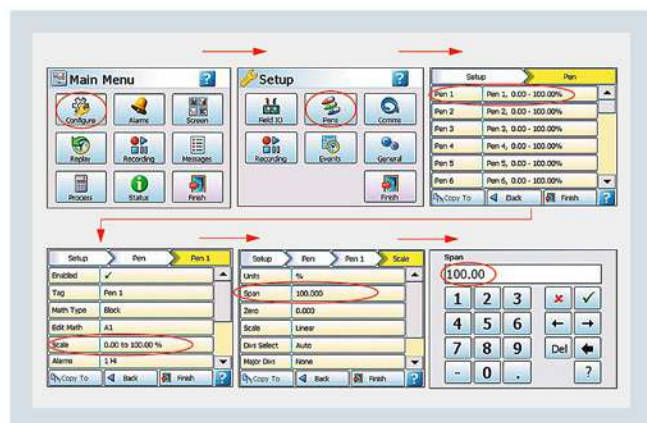 Main Menu ?
Configure Alarms Screen
Replay Recording Messages
Process Status Finish
Setup ?
Field IO Pens Comms
Recording Events General
Finish
Setup Pen
Pen 1 Pen 1, 0.00 - 100.00%
Pen 2 Pen 2, 0.00 - 100.00%
Pen 3 Pen 3, 0.00 - 100.00%
Pen 4 Pen 4, 0.00 - 100.00%
Pen 5 Pen 5, 0.00 - 100.00%
Pen 6 Pen 6, 0.00 - 100.00%
Copy To Back Finish ?
Setup Pen Pen 1
Enabled ✓
Tag Pen 1
Math Type Block
Edit Math A1
Scale 0.00 to 100.00 %
Alarms 1 Hi
Copy To Back Finish ?
Setup Pen Pen 1 Scale
Units %
Span 100.000
Zero 0.000
Scale Linear
Divs Select Auto
Major Divs None
Copy To Back Finish ?
Span
100.00
1 2 3
4 5 6
7 8 9 Del
- 0 . ?